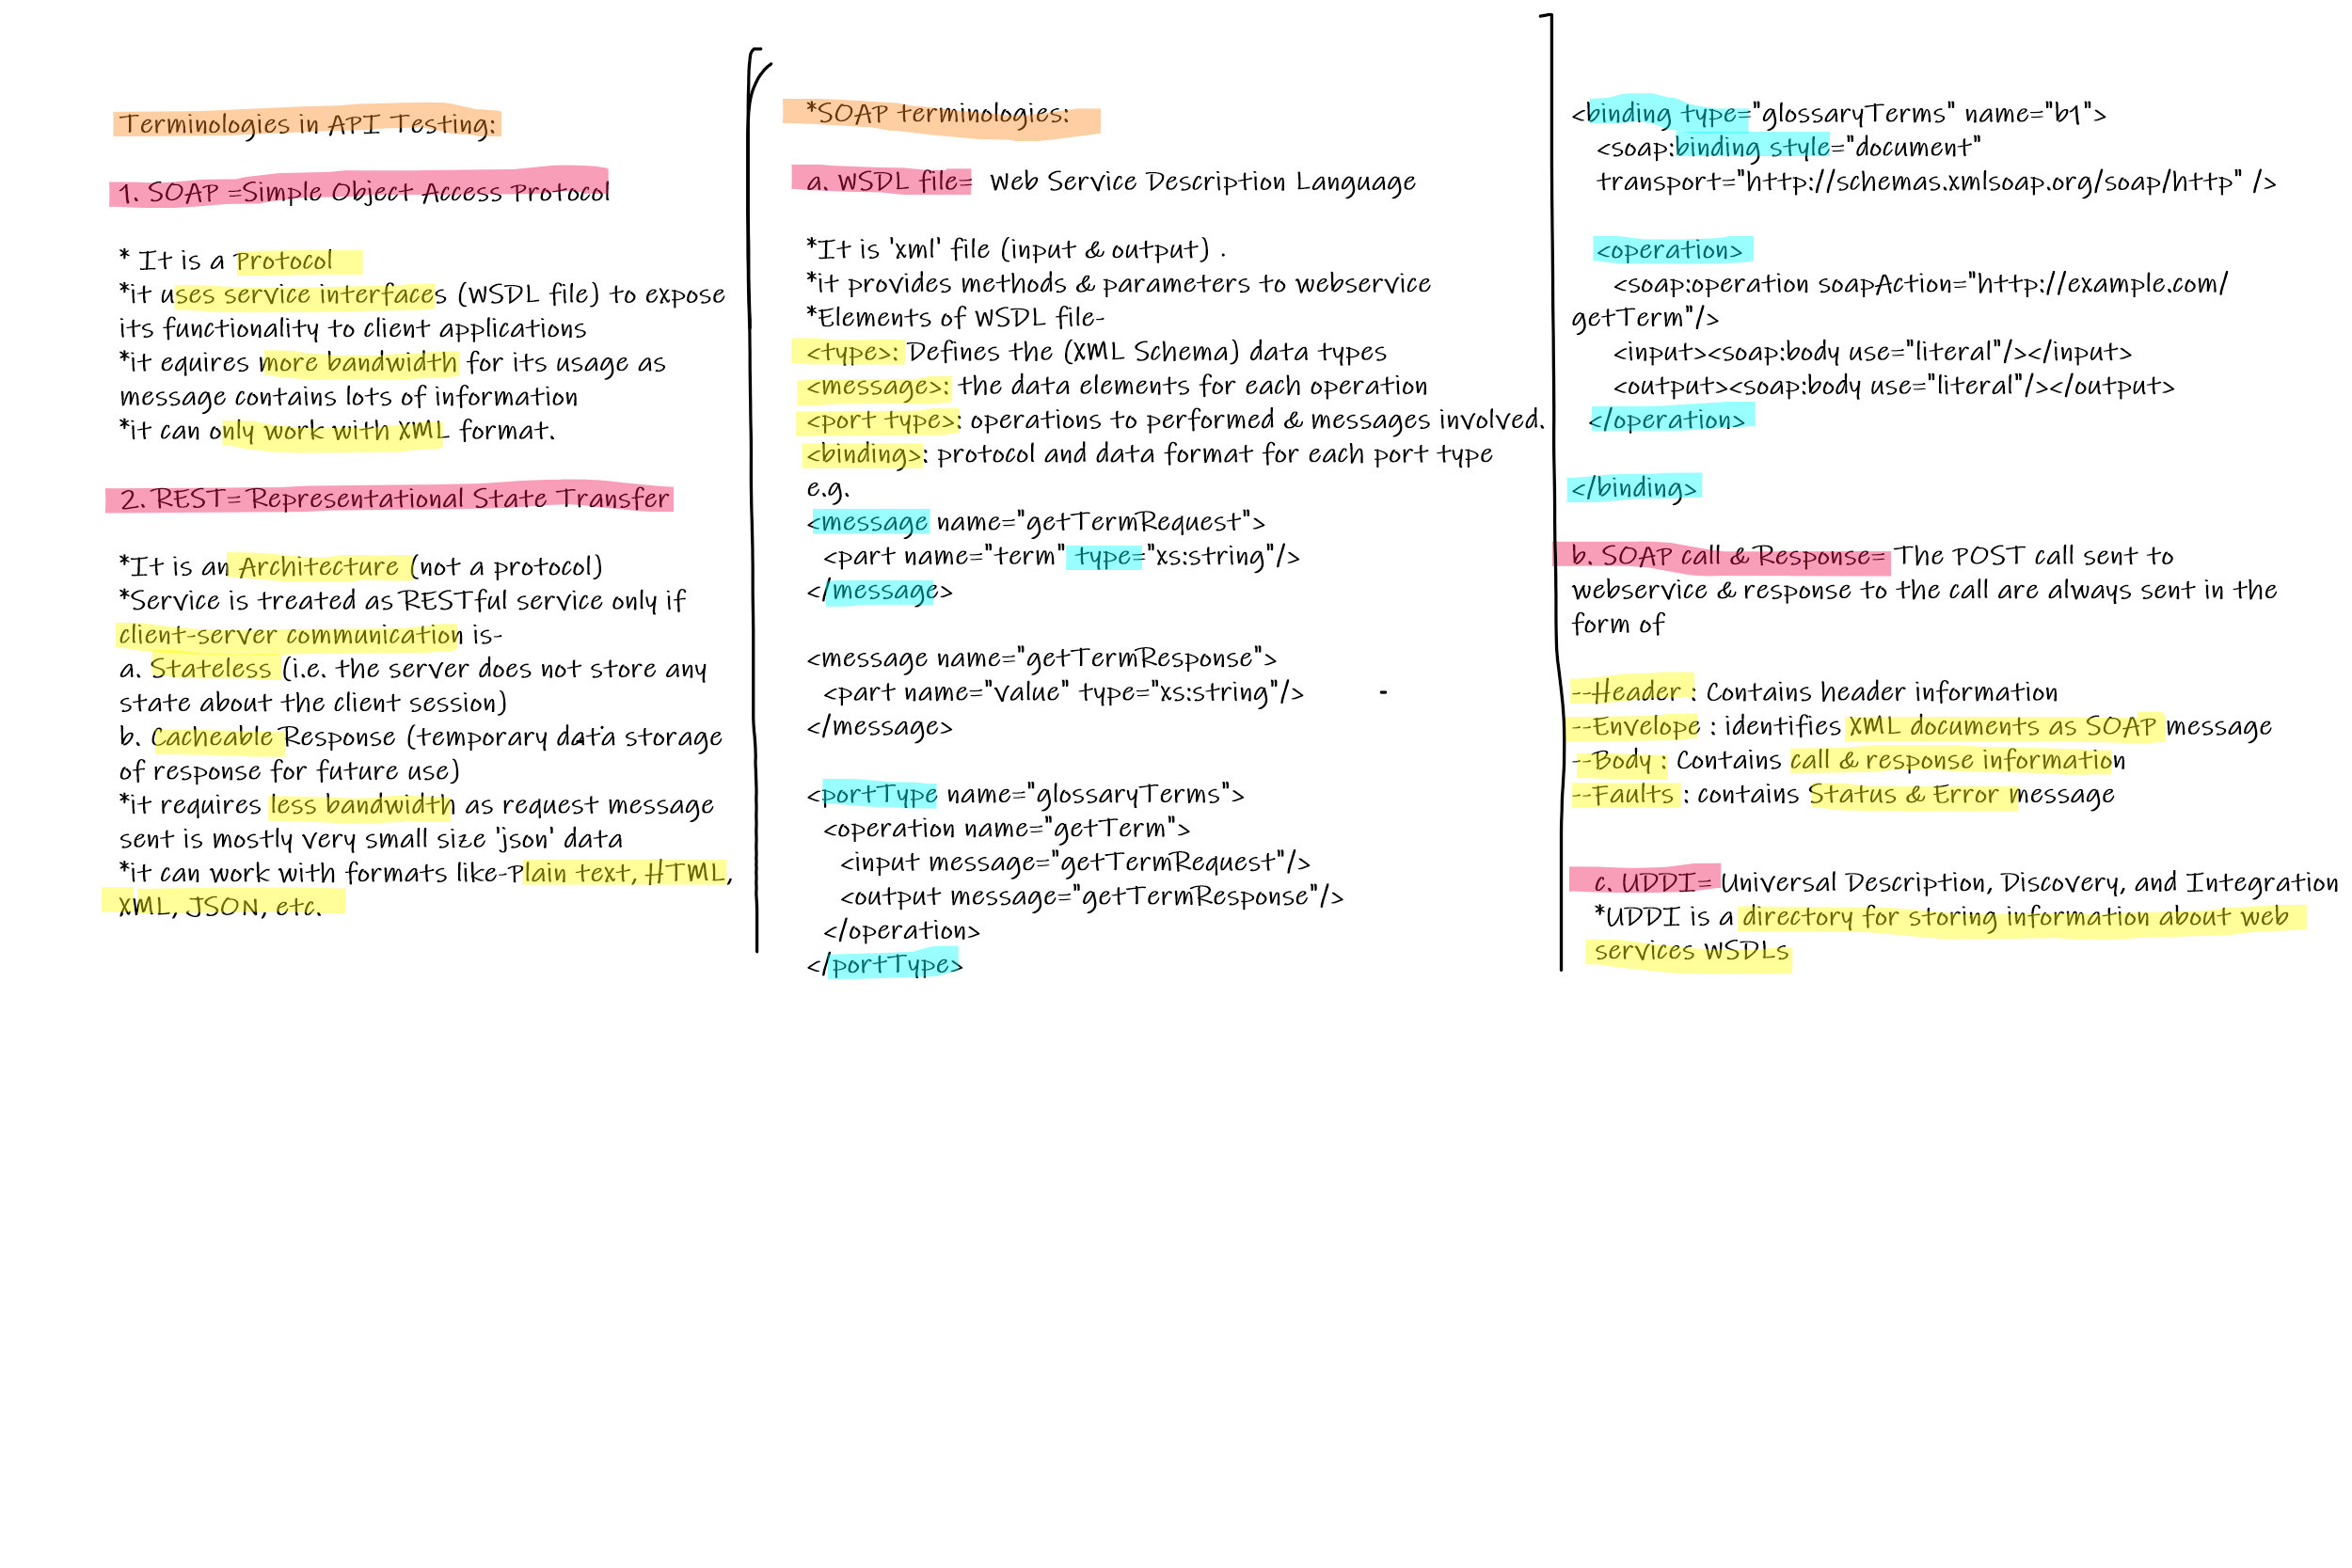 Terminologies in API Testing:
1. SOAP =Simple Object Access Protocol
* It is a Protocol
*it uses service interfaces (WSDL file) to expose
its functionality to client applications
*it equires more bandwidth for its usage as
message contains lots of information
*it can only work with XML format.
2. REST= Representational State Transfer
*It is an Architecture (not a protocol)
*Service is treated as RESTful service only if
client-server communication is-
a. Stateless (i.e. the server does not store any
state about the client session)
b. Cacheable Response (temporary data storage
of response for future use)
*it requires less bandwidth as request message
sent is mostly very small size 'json' data
*it can work with formats like-Plain text, HTML,
XML, JSON, etc.
*SOAP terminologies:
a. WSDL file= Web Service Description Language
*It is 'xml' file (input & output) .
*it provides methods & parameters to webservice
*Elements of WSDL file-
<type>: Defines the (XML Schema) data types
<message>: the data elements for each operation
<port type>: operations to performed & messages involved.
<binding>: protocol and data format for each port type
e.g.
<message name="getTermRequest">
<part name="term" type="xs:string"/>
</message>
<message name="getTermResponse">
<part name="value" type="xs:string"/> -
</message>
<portType name="glossaryTerms">
<operation name="getTerm">
<input message="getTermRequest"/>
<output message="getTermResponse"/>
</operation>
</portType>
<binding type="glossaryTerms" name="b1">
<soap:binding style="document"
transport="http://schemas.xmlsoap.org/soap/http" />
<operation>
<soap:operation soapAction="http://example.com/
getTerm"/>
<input><soap:body use="literal"/></input>
<output><soap:body use="literal"/></output>
</operation>
</binding>
b. SOAP call & Response= The POST call sent to
webservice & response to the call are always sent in the
form of
--Header : Contains header information
--Envelope : identifies XML documents as SOAP message
--Body : Contains call & response information
--Faults : contains Status & Error message
c. UDDI= Universal Description, Discovery, and Integration
*UDDI is a directory for storing information about web
services WSDLs